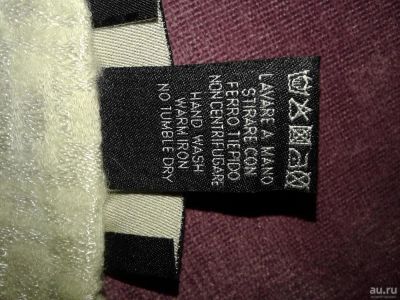 LAVARE A MANO
STIRARE CON
FERRO TIEPIDO
NON CENTRIFUGARE
HAND WASH
WARM IRON
NO TUMBLE DRY
au.ru